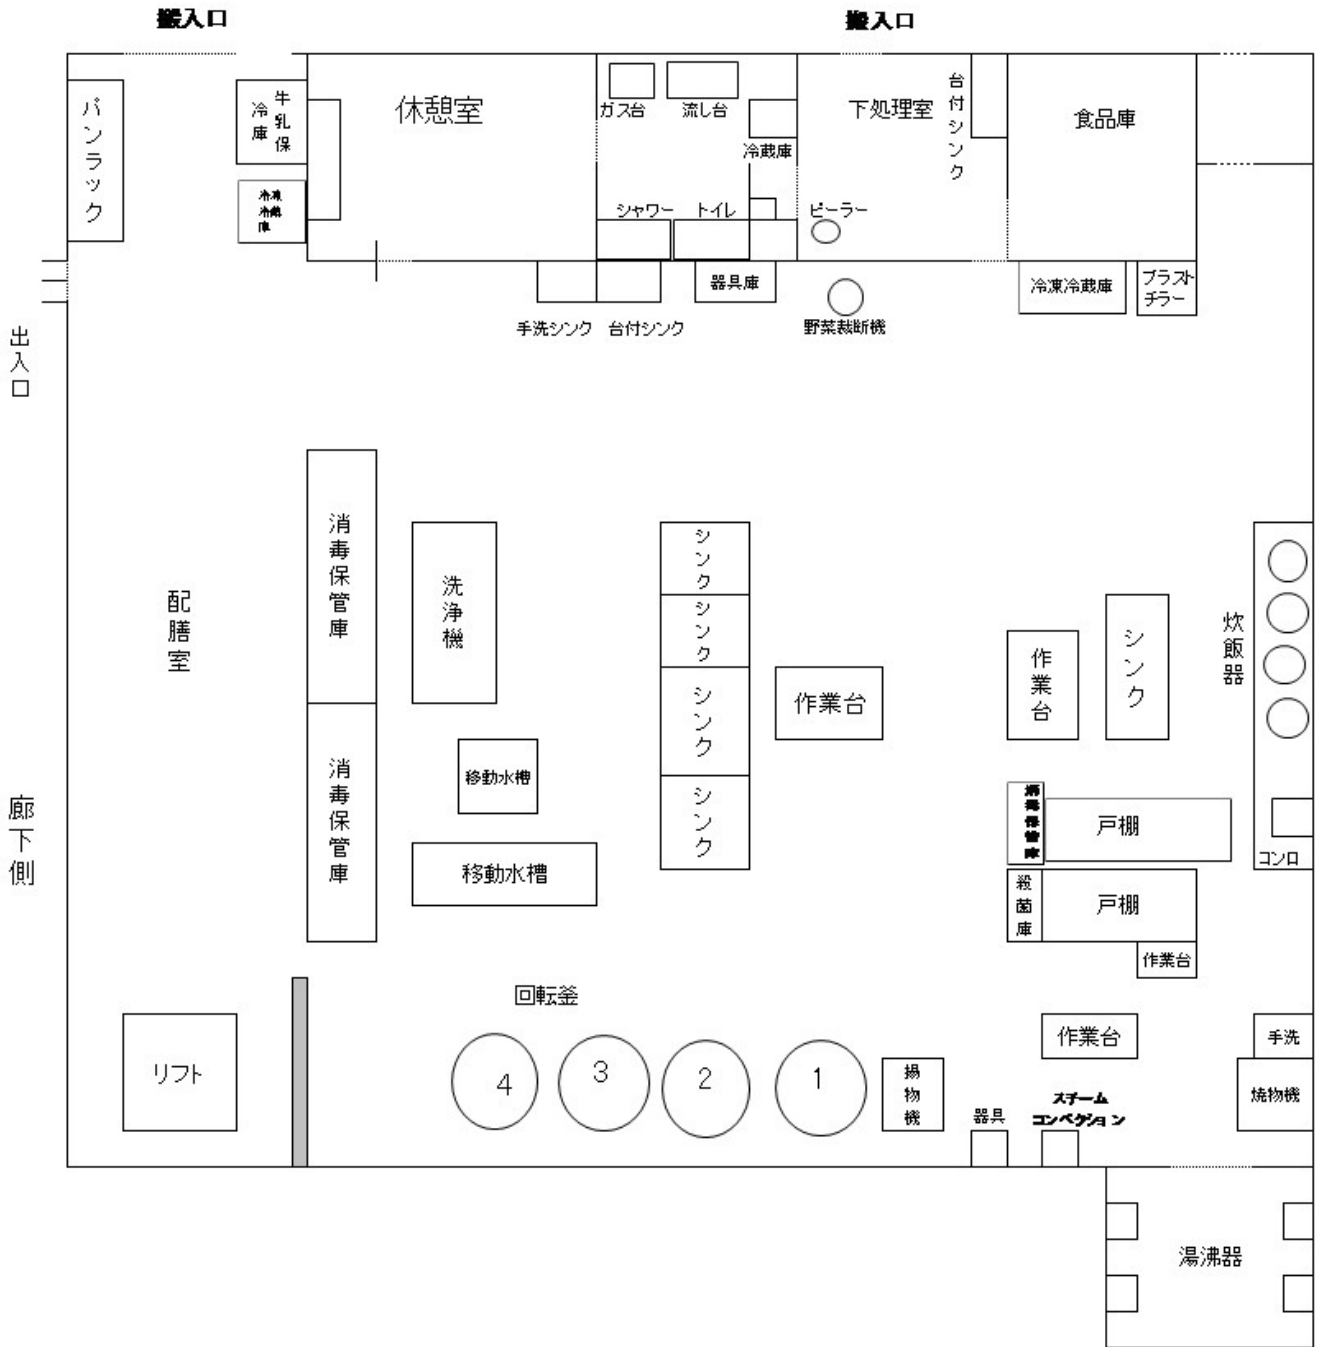 搬入口
搬入口
パンラック
牛乳保
冷庫
冷凍
冷蔵
庫
休憩室
ガス台
流し台
冷蔵庫
下処理室
台付シンク
食品庫
シャワー
トイレ
ピーラー
器具庫
冷凍冷蔵庫
ブラスト
チラー
手洗シンク
台付シンク
野菜裁断機
出入口
消毒保管庫
洗浄機
シンク
シンク
シンク
シンク
作業台
作業台
シンク
炊飯器
配膳室
消毒保管庫
移動水槽
移動水槽
消毒保管庫
戸棚
コンロ
殺菌庫
戸棚
作業台
廊下側
回転釜
リフト
4
3
2
1
揚物機
作業台
手洗
焼物機
器具
スチーム
コンベクション
湯沸器